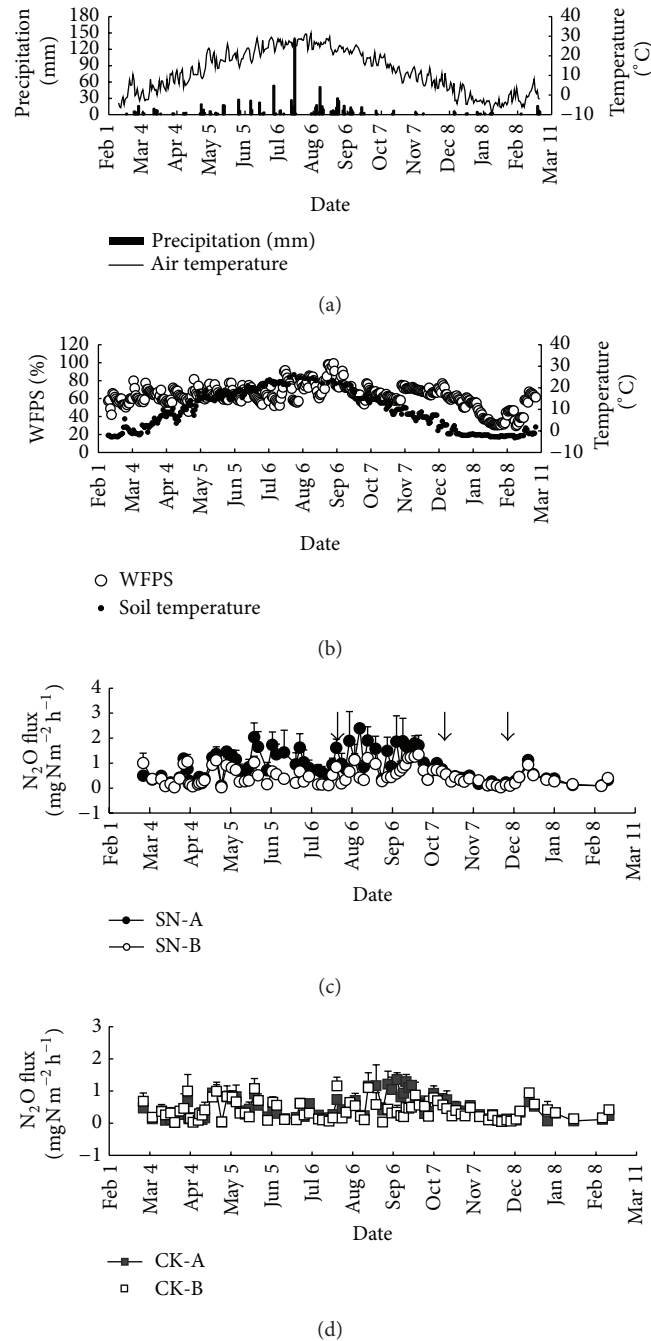 Precipitation (mm)
180
150
120
90
60
30
0
40
30
20
10
0
−10
Temperature (°C)
Feb 1
Mar 4
Apr 4
May 5
Jun 5
Jul 6
Aug 6
Sep 6
Oct 7
Nov 7
Dec 8
Jan 8
Feb 8
Mar 11
Date
Precipitation (mm)
Air temperature
(a)
WFPS (%)
120
100
80
60
40
20
0
40
30
20
10
0
−10
Temperature (°C)
Feb 1
Mar 4
Apr 4
May 5
Jun 5
Jul 6
Aug 6
Sep 6
Oct 7
Nov 7
Dec 8
Jan 8
Feb 8
Mar 11
Date
WFPS
Soil temperature
(b)
N₂O flux
(mg N m⁻² h⁻¹)
4
3
2
1
0
−1
Feb 1
Mar 4
Apr 4
May 5
Jun 5
Jul 6
Aug 6
Sep 6
Oct 7
Nov 7
Dec 8
Jan 8
Feb 8
Mar 11
Date
SN-A
SN-B
(c)
N₂O flux
(mg N m⁻² h⁻¹)
3
2
1
0
−1
Feb 1
Mar 4
Apr 4
May 5
Jun 5
Jul 6
Aug 6
Sep 6
Oct 7
Nov 7
Dec 8
Jan 8
Feb 8
Mar 11
Date
CK-A
CK-B
(d)